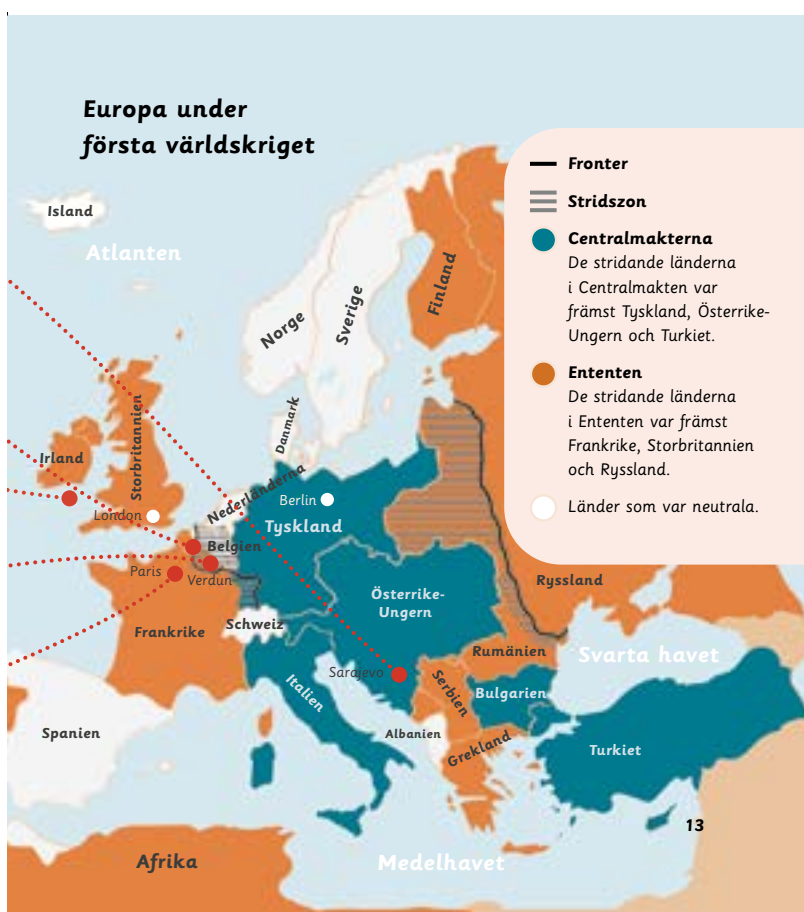 Europa under
första världskriget
Fronter
Stridszon
Centralmakterna
De stridande länderna
i Centralmakten var
främst Tyskland, Österrike-
Ungern och Turkiet.
Ententen
De stridande länderna
i Ententen var främst
Frankrike, Storbritannien
och Ryssland.
Länder som var neutrala.
Island
Atlanten
Norge
Sverige
Finland
Danmark
Storbritannien
Irland
London
Nederländerna
Berlin
Tyskland
Belgien
Paris
Verdun
Österrike-
Ungern
Ryssland
Frankrike
Schweiz
Rumänien
Svarta havet
Sarajevo
Serbien
Bulgarien
Italien
Spanien
Albanien
Grekland
Turkiet
13
Afrika
Medelhavet